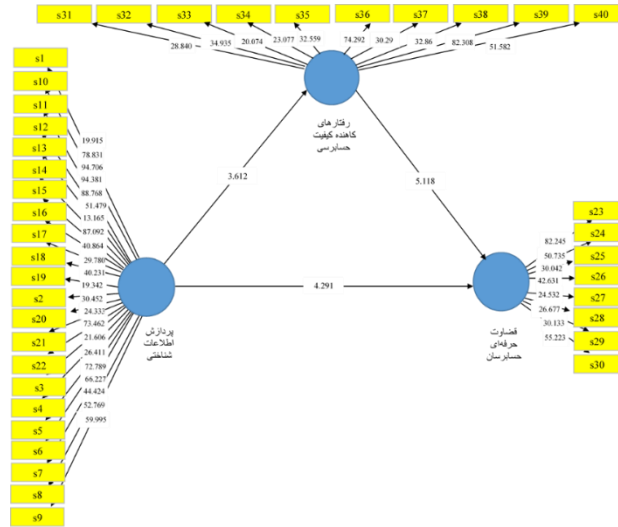 s31
s32
s33
s34
s35
s36
s37
s38
s39
s40
28.840
34.935
20.074
23.077
32.559
74.292
30.29
32.86
82.308
51.582
رفتارهای
کاهنده کیفیت
حسابرسی
3.612
5.118
4.291
s1
s10
s11
s12
s13
s14
s15
s16
s17
s18
s19
s2
s20
s21
s22
s3
s4
s5
s6
s7
s8
s9
19.915
78.831
94.706
94.381
88.768
51.479
13.165
87.092
40.864
29.780
40.231
19.342
30.452
24.332
73.462
21.606
26.411
72.789
66.227
44.424
52.769
59.995
پردازش
اطلاعات
شناختی
s23
s24
s25
s26
s27
s28
s29
s30
82.245
50.735
30.042
42.631
24.532
26.677
30.133
55.223
قضاوت
حرفه‌ای
حسابرسان